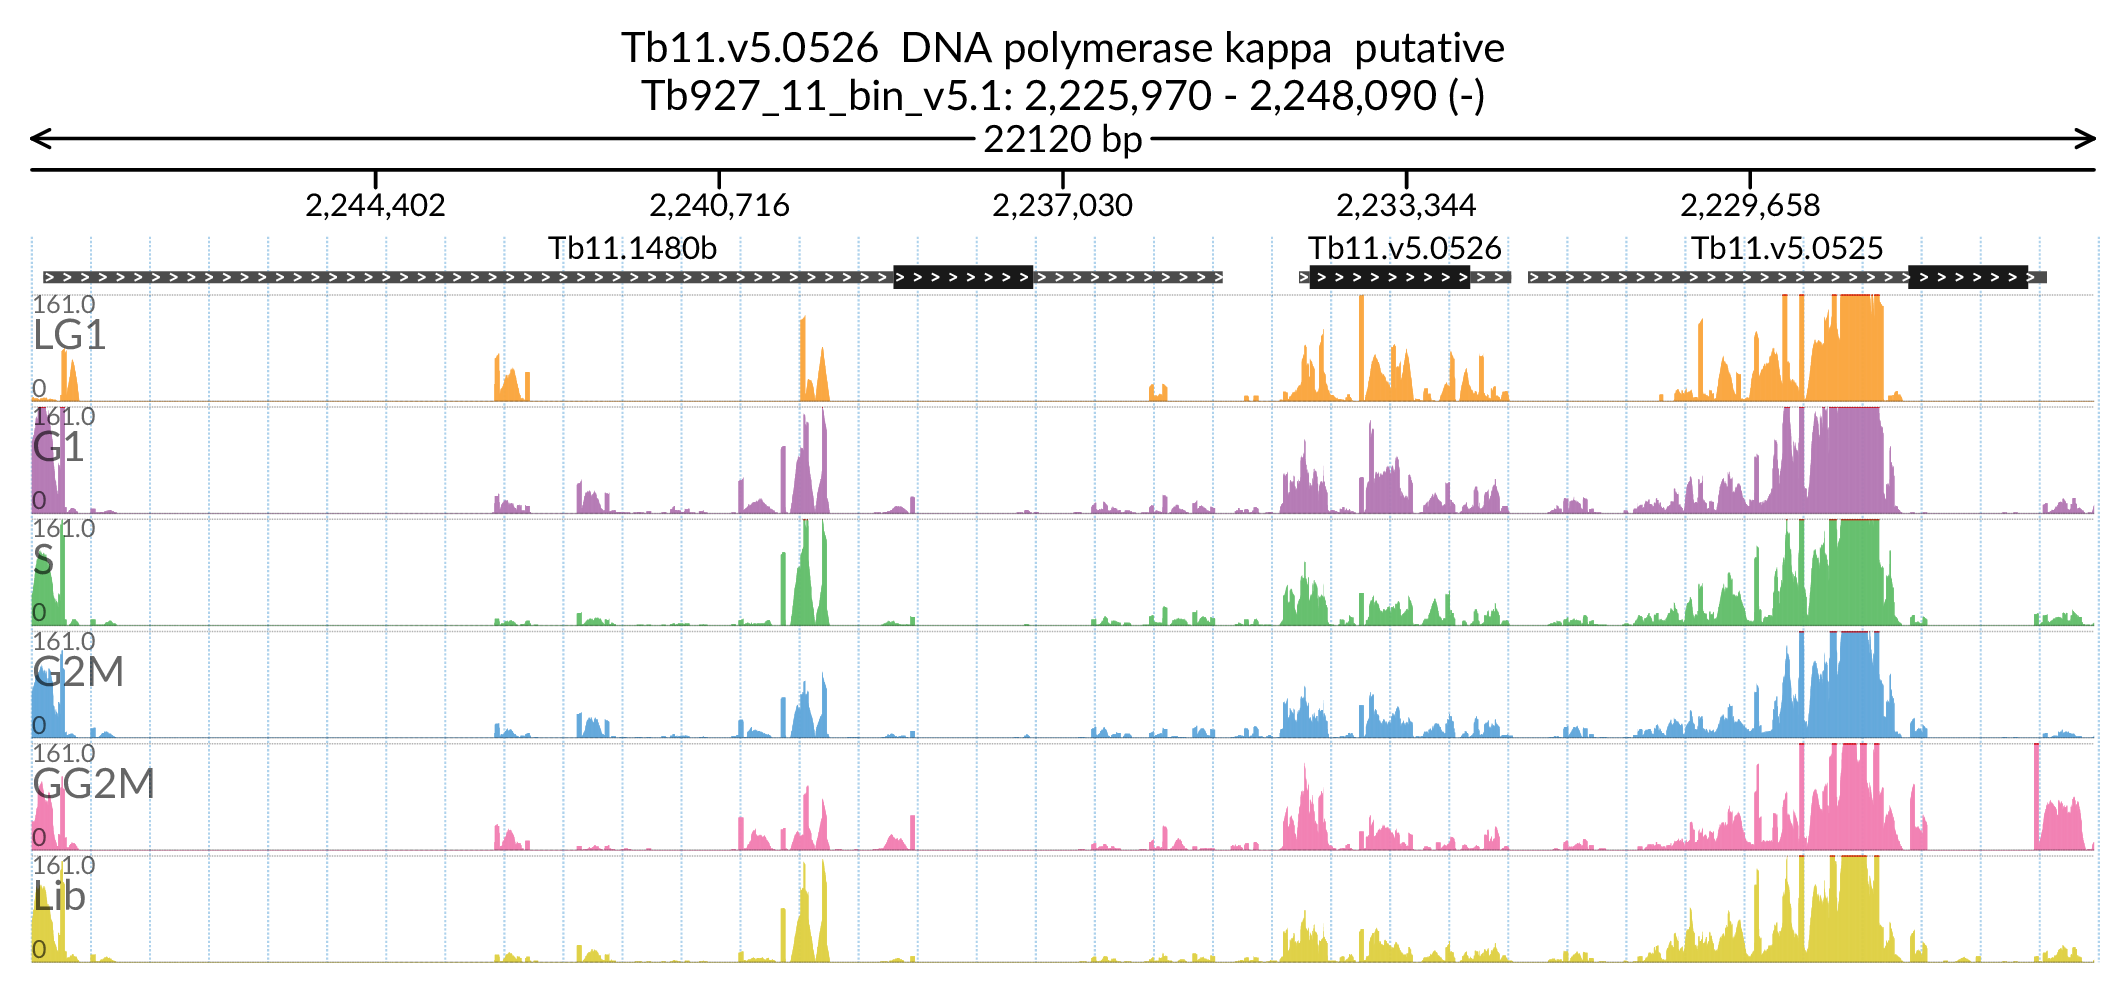 Tb11.v5.0526  DNA polymerase kappa  putative
Tb927_11_bin_v5.1: 2,225,970 - 2,248,090 (-)
22120 bp
2,244,402 2,240,716 2,237,030 2,233,344 2,229,658
Tb11.1480b Tb11.v5.0526 Tb11.v5.0525
161.0
LG1
0
161.0
G1
0
161.0
S
0
161.0
G2M
0
161.0
GG2M
0
161.0
Lib
0